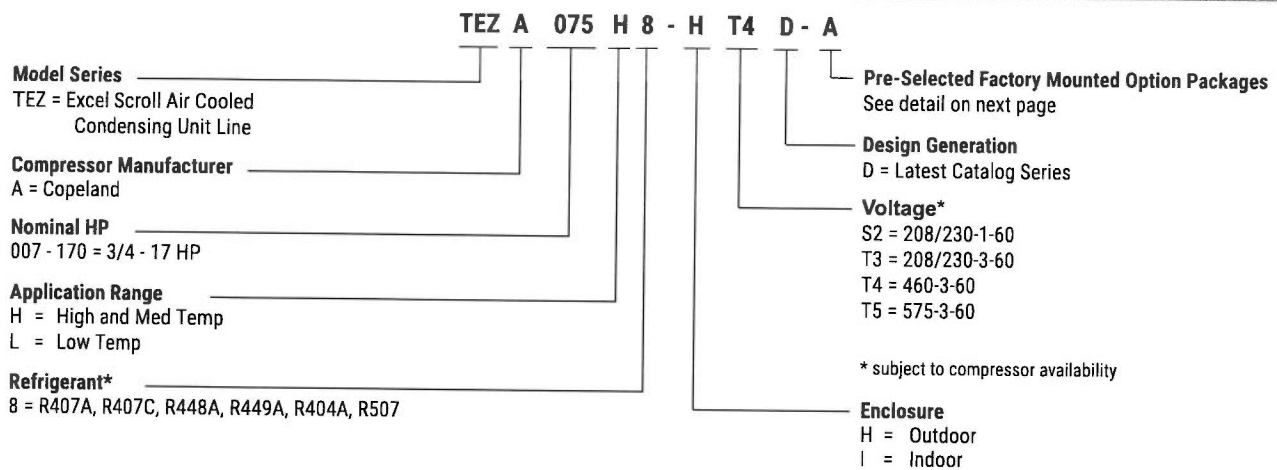 TEZ A 075 H 8 - H T4 D - A
Model Series
TEZ = Excel Scroll Air Cooled
Condensing Unit Line
Compressor Manufacturer
A = Copeland
Nominal HP
007 - 170 = 3/4 - 17 HP
Application Range
H = High and Med Temp
L = Low Temp
Refrigerant*
8 = R407A, R407C, R448A, R449A, R404A, R507
Pre-Selected Factory Mounted Option Packages
See detail on next page
Design Generation
D = Latest Catalog Series
Voltage*
S2 = 208/230-1-60
T3 = 208/230-3-60
T4 = 460-3-60
T5 = 575-3-60
* subject to compressor availability
Enclosure
H = Outdoor
I = Indoor